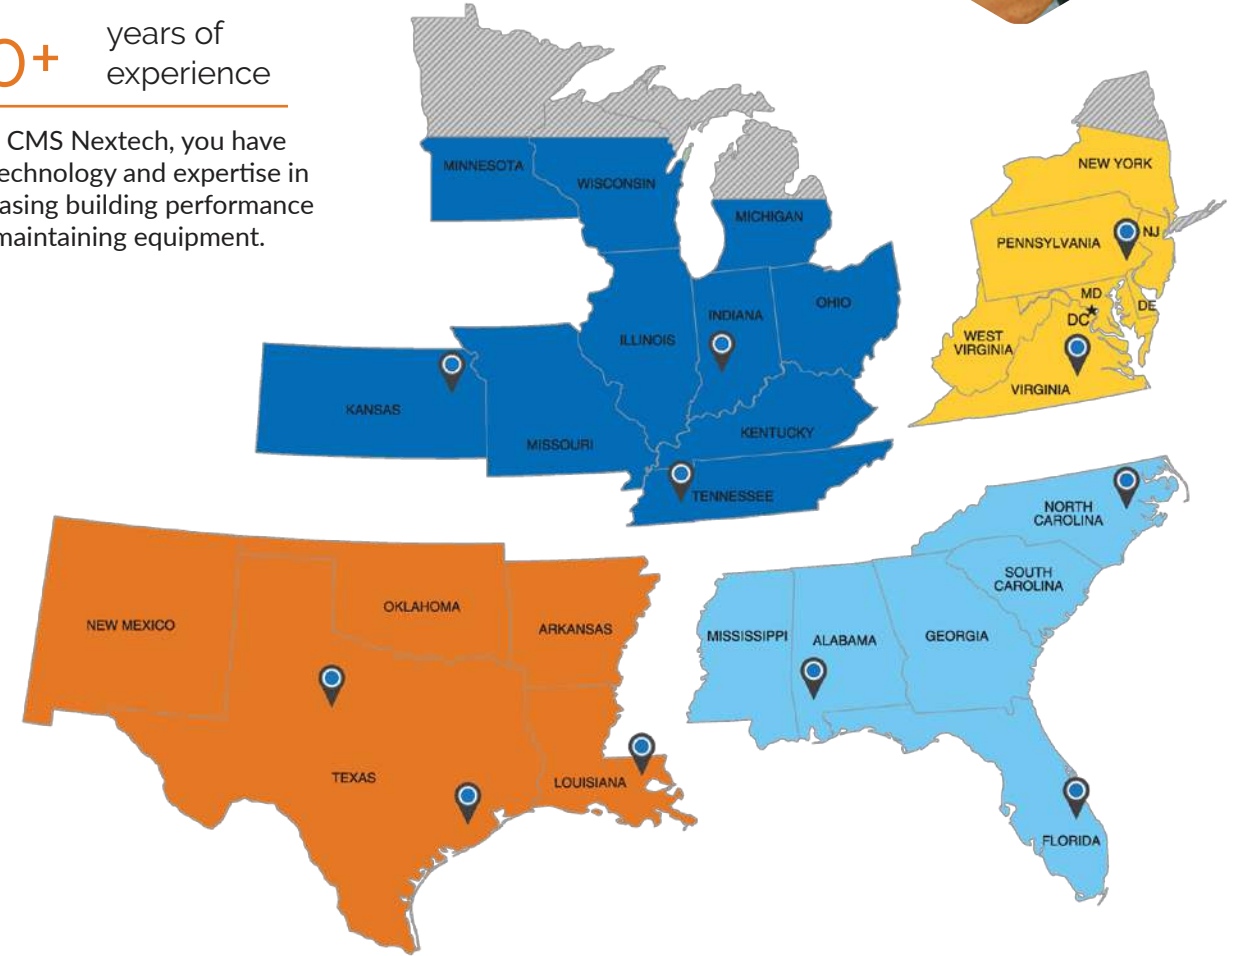 years of
experience
CMS Nextech, you have
technology and expertise in
maintaining equipment.
building performance
MINNESOTA
WISCONSIN
MICHIGAN
ILLINOIS
INDIANA
OHIO
KANSAS
MISSOURI
KENTUCKY
TENNESSEE
NEW YORK
PENNSYLVANIA
NJ
MD
DE
DC
WEST
VIRGINIA
VIRGINIA
NORTH
CAROLINA
SOUTH
CAROLINA
MISSISSIPPI
ALABAMA
GEORGIA
FLORIDA
NEW MEXICO
OKLAHOMA
ARKANSAS
TEXAS
LOUISIANA